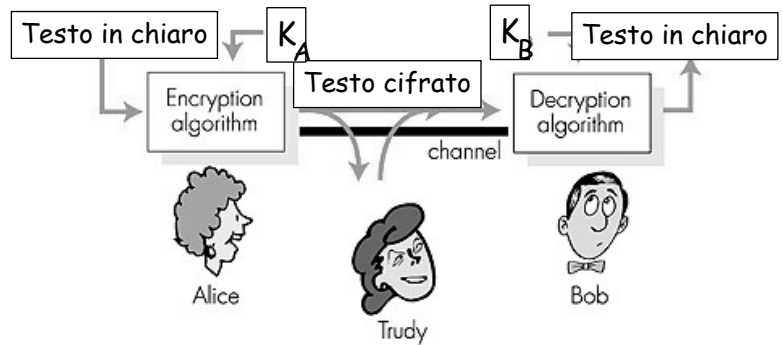 Testo in chiaro
K_A
K_B
Testo in chiaro
Testo cifrato
Encryption
algorithm
Decryption
algorithm
channel
Alice
Trudy
Bob